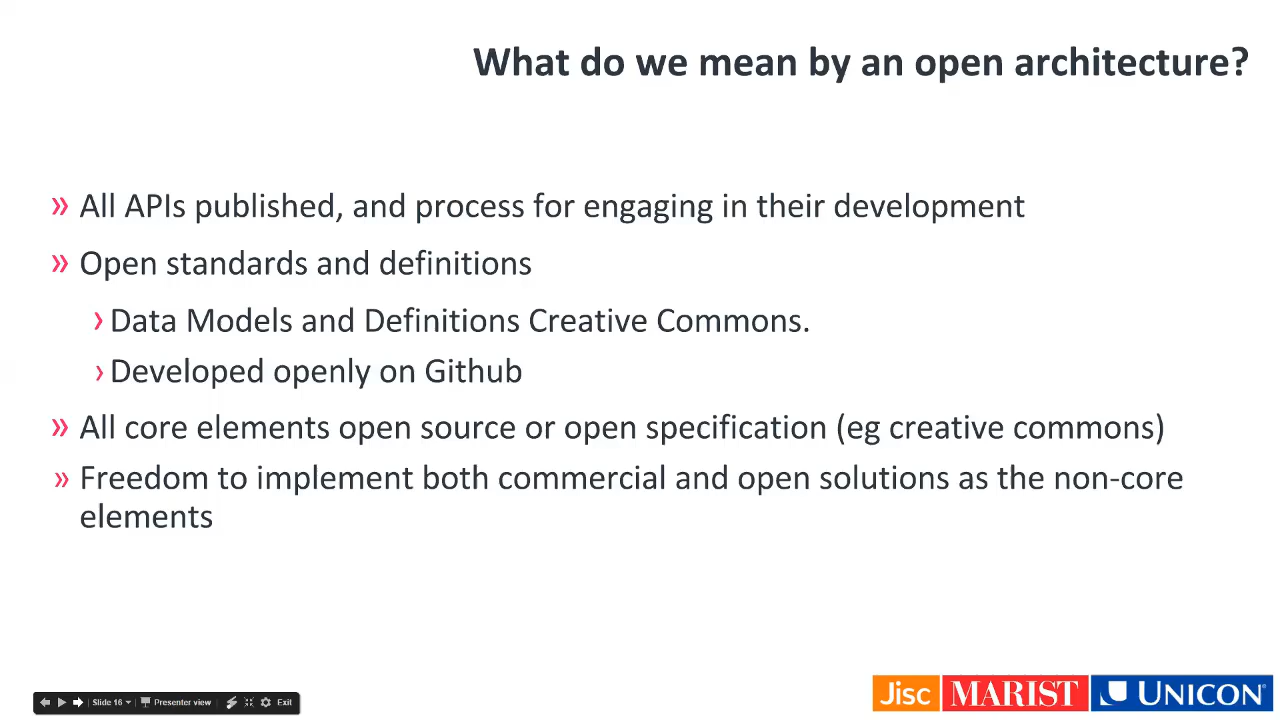 What do we mean by an open architecture?
» All APIs published, and process for engaging in their development
» Open standards and definitions
› Data Models and Definitions Creative Commons.
› Developed openly on Github
» All core elements open source or open specification (eg creative commons)
» Freedom to implement both commercial and open solutions as the non-core
elements
Slide 16 Presenter view Exit
Jisc MARIST UNICON®